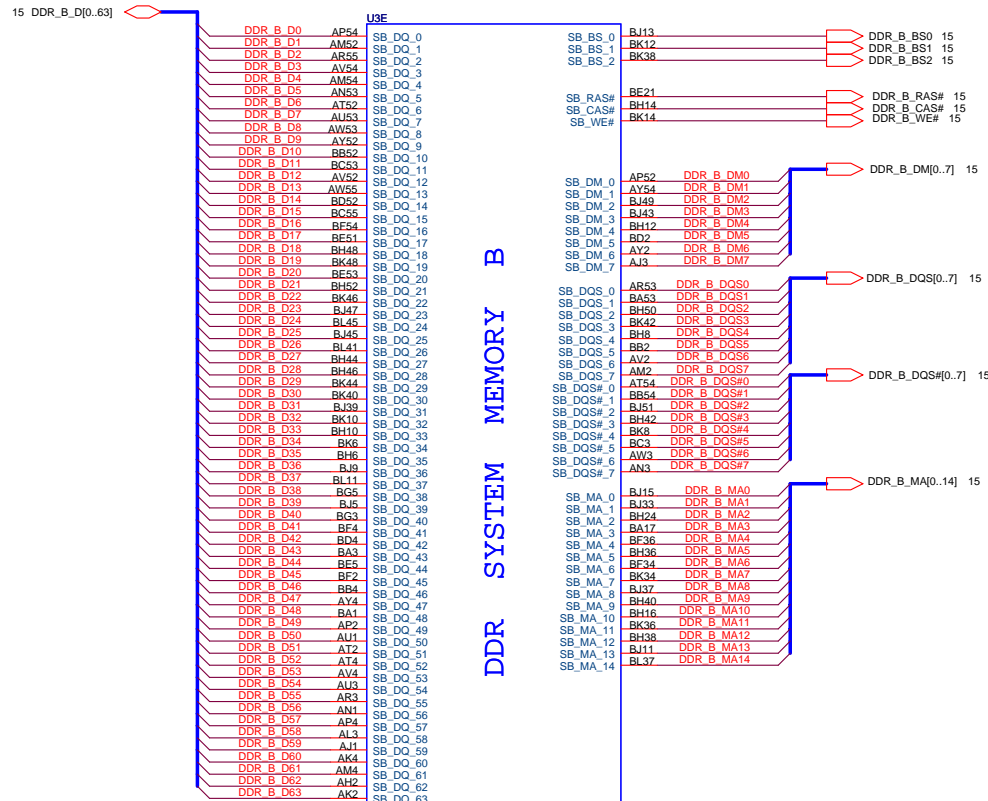 15 DDR_B_D[0..63]
U3E
DDR_B_D0 AP54 SB_DQ_0
DDR_B_D1 AM52 SB_DQ_1
DDR_B_D2 AR55 SB_DQ_2
DDR_B_D3 AV54 SB_DQ_3
DDR_B_D4 AM54 SB_DQ_4
DDR_B_D5 AN53 SB_DQ_5
DDR_B_D6 AT52 SB_DQ_6
DDR_B_D7 AU53 SB_DQ_7
DDR_B_D8 AW53 SB_DQ_8
DDR_B_D9 AY52 SB_DQ_9
DDR_B_D10 BB52 SB_DQ_10
DDR_B_D11 BC53 SB_DQ_11
DDR_B_D12 AV52 SB_DQ_12
DDR_B_D13 AW55 SB_DQ_13
DDR_B_D14 BD52 SB_DQ_14
DDR_B_D15 BC55 SB_DQ_15
DDR_B_D16 BF54 SB_DQ_16
DDR_B_D17 BE51 SB_DQ_17
DDR_B_D18 BH48 SB_DQ_18
DDR_B_D19 BK48 SB_DQ_19
DDR_B_D20 BE53 SB_DQ_20
DDR_B_D21 BH52 SB_DQ_21
DDR_B_D22 BK46 SB_DQ_22
DDR_B_D23 BJ47 SB_DQ_23
DDR_B_D24 BL45 SB_DQ_24
DDR_B_D25 BJ45 SB_DQ_25
DDR_B_D26 BL41 SB_DQ_26
DDR_B_D27 BH44 SB_DQ_27
DDR_B_D28 BH46 SB_DQ_28
DDR_B_D29 BK44 SB_DQ_29
DDR_B_D30 BK40 SB_DQ_30
DDR_B_D31 BJ39 SB_DQ_31
DDR_B_D32 BK10 SB_DQ_32
DDR_B_D33 BH10 SB_DQ_33
DDR_B_D34 BK6 SB_DQ_34
DDR_B_D35 BH6 SB_DQ_35
DDR_B_D36 BJ9 SB_DQ_36
DDR_B_D37 BL11 SB_DQ_37
DDR_B_D38 BG5 SB_DQ_38
DDR_B_D39 BJ5 SB_DQ_39
DDR_B_D40 BG3 SB_DQ_40
DDR_B_D41 BF4 SB_DQ_41
DDR_B_D42 BD4 SB_DQ_42
DDR_B_D43 BA3 SB_DQ_43
DDR_B_D44 BE5 SB_DQ_44
DDR_B_D45 BF2 SB_DQ_45
DDR_B_D46 BB4 SB_DQ_46
DDR_B_D47 AY4 SB_DQ_47
DDR_B_D48 BA1 SB_DQ_48
DDR_B_D49 AP2 SB_DQ_49
DDR_B_D50 AU1 SB_DQ_50
DDR_B_D51 AT2 SB_DQ_51
DDR_B_D52 AT4 SB_DQ_52
DDR_B_D53 AV4 SB_DQ_53
DDR_B_D54 AU3 SB_DQ_54
DDR_B_D55 AR3 SB_DQ_55
DDR_B_D56 AN1 SB_DQ_56
DDR_B_D57 AP4 SB_DQ_57
DDR_B_D58 AL3 SB_DQ_58
DDR_B_D59 AJ1 SB_DQ_59
DDR_B_D60 AK4 SB_DQ_60
DDR_B_D61 AM4 SB_DQ_61
DDR_B_D62 AH2 SB_DQ_62
DDR_B_D63 AK2 SB_DQ_63
DDR SYSTEM MEMORY B
SB_BS_0 BJ13 DDR_B_BS0 15
SB_BS_1 BK12 DDR_B_BS1 15
SB_BS_2 BK38 DDR_B_BS2 15
SB_RAS# BE21 DDR_B_RAS# 15
SB_CAS# BH14 DDR_B_CAS# 15
SB_WE# BK14 DDR_B_WE# 15
DDR_B_DM[0..7] 15
SB_DM_0 AP52 DDR_B_DM0
SB_DM_1 AY54 DDR_B_DM1
SB_DM_2 BJ49 DDR_B_DM2
SB_DM_3 BJ43 DDR_B_DM3
SB_DM_4 BH12 DDR_B_DM4
SB_DM_5 BD2 DDR_B_DM5
SB_DM_6 AY2 DDR_B_DM6
SB_DM_7 AJ3 DDR_B_DM7
DDR_B_DQS[0..7] 15
SB_DQS_0 AR53 DDR_B_DQS0
SB_DQS_1 BA53 DDR_B_DQS1
SB_DQS_2 BH50 DDR_B_DQS2
SB_DQS_3 BK42 DDR_B_DQS3
SB_DQS_4 BH8 DDR_B_DQS4
SB_DQS_5 BB2 DDR_B_DQS5
SB_DQS_6 AV2 DDR_B_DQS6
SB_DQS_7 AM2 DDR_B_DQS7
DDR_B_DQS#[0..7] 15
SB_DQS#_0 AT54 DDR_B_DQS#0
SB_DQS#_1 BB54 DDR_B_DQS#1
SB_DQS#_2 BJ51 DDR_B_DQS#2
SB_DQS#_3 BH42 DDR_B_DQS#3
SB_DQS#_4 BK8 DDR_B_DQS#4
SB_DQS#_5 BC3 DDR_B_DQS#5
SB_DQS#_6 AW3 DDR_B_DQS#6
SB_DQS#_7 AN3 DDR_B_DQS#7
DDR_B_MA[0..14] 15
SB_MA_0 BJ15 DDR_B_MA0
SB_MA_1 BJ33 DDR_B_MA1
SB_MA_2 BH24 DDR_B_MA2
SB_MA_3 BA17 DDR_B_MA3
SB_MA_4 BF36 DDR_B_MA4
SB_MA_5 BH36 DDR_B_MA5
SB_MA_6 BF34 DDR_B_MA6
SB_MA_7 BK34 DDR_B_MA7
SB_MA_8 BJ37 DDR_B_MA8
SB_MA_9 BH40 DDR_B_MA9
SB_MA_10 BH16 DDR_B_MA10
SB_MA_11 BK36 DDR_B_MA11
SB_MA_12 BH38 DDR_B_MA12
SB_MA_13 BJ11 DDR_B_MA13
SB_MA_14 BL37 DDR_B_MA14